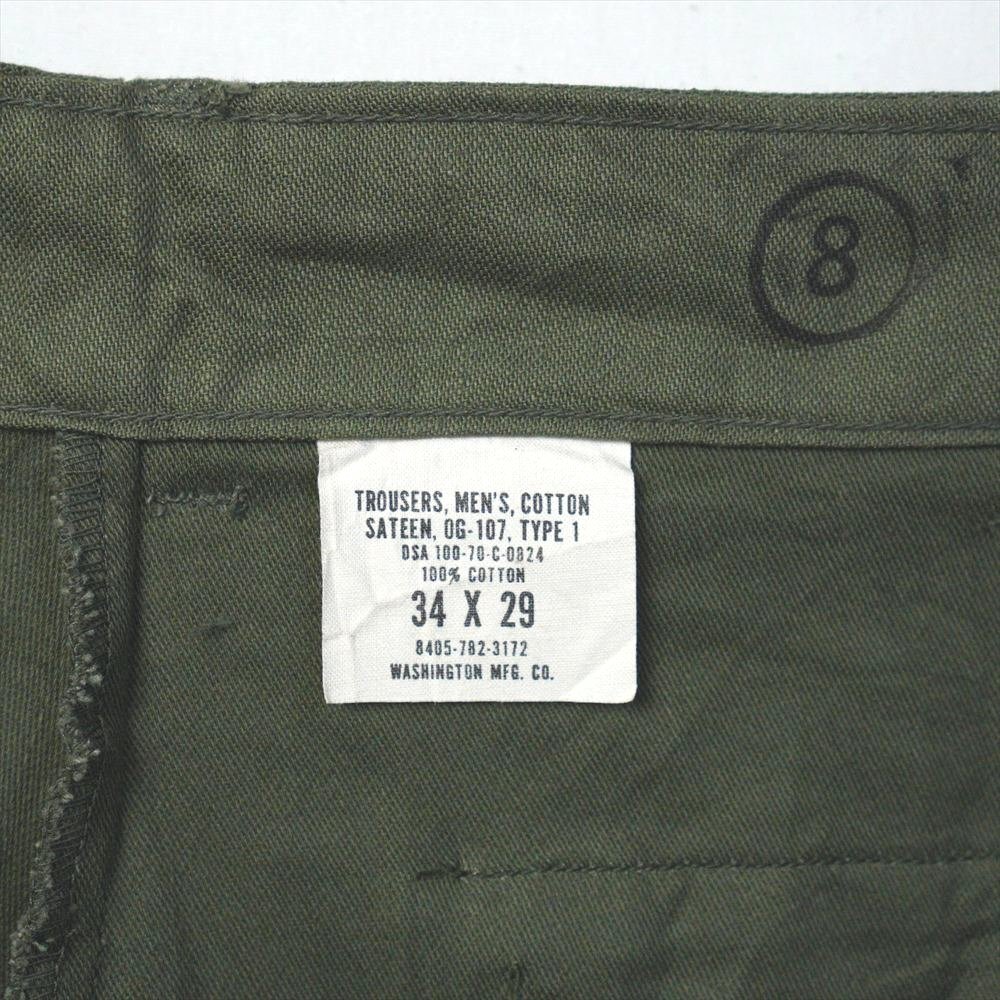 8
TROUSERS, MEN'S, COTTON
SATEEN, OG-107, TYPE 1
DSA 100-70-C-0824
100% COTTON
34 X 29
8405-782-3172
WASHINGTON MFG. CO.